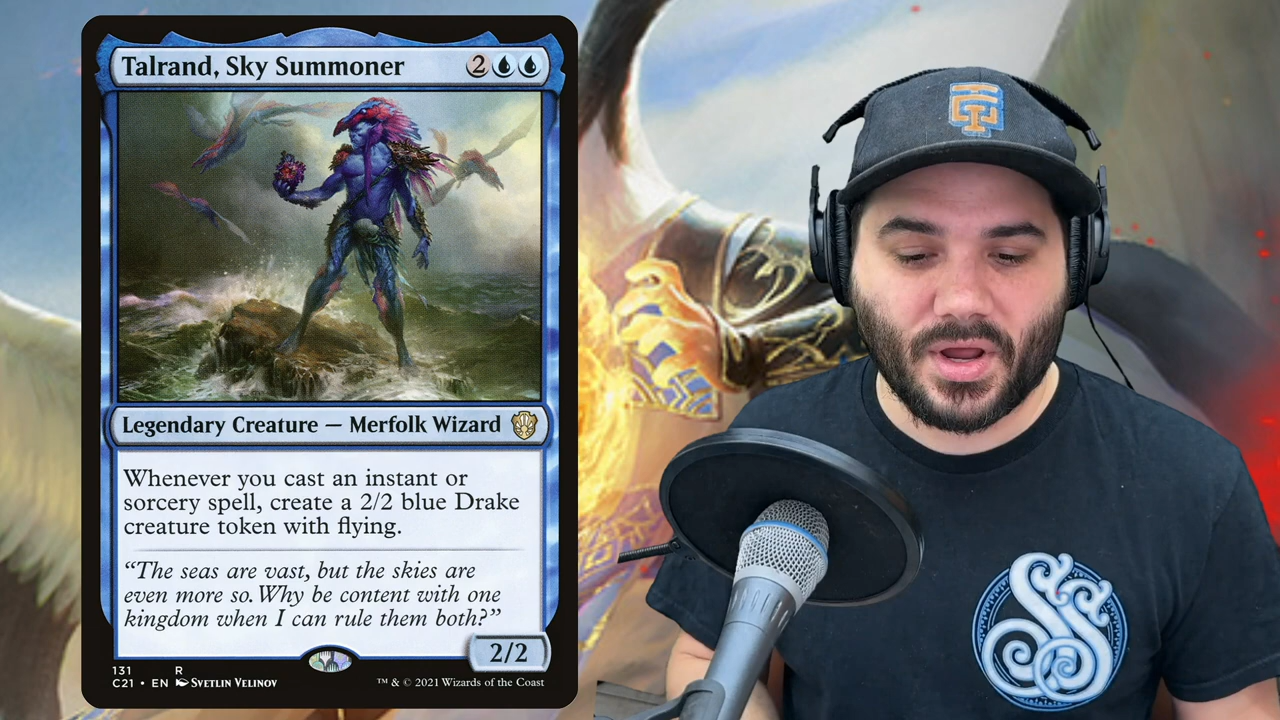 Talrand, Sky Summoner 2
Legendary Creature — Merfolk Wizard
Whenever you cast an instant or
sorcery spell, create a 2/2 blue Drake
creature token with flying.
“The seas are vast, but the skies are
even more so. Why be content with one
kingdom when I can rule them both?”
2/2
131 R
C21 • EN Svetlin Velinov
™ & © 2021 Wizards of the Coast